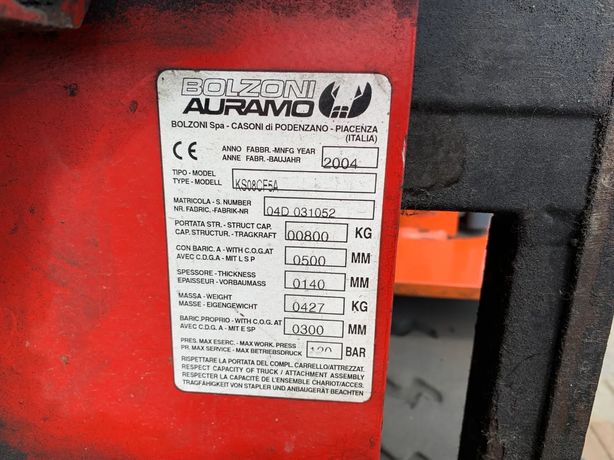 BOLZONI
AURAMO
BOLZONI Spa - CASONI di PODENZANO - PIACENZA
(ITALIA)
CE ANNO FABBR.-MNFG YEAR
ANNE FABR.-BAUJAHR 2004
TIPO - MODEL
TYPE - MODELL KS08CF5A
MATRICOLA - S. NUMBER
NR. FABRIC.-FABRIK-NR 04D 031052
PORTATA STR. - STRUCT CAP.
CAP. STRUCTUR. - TRAGKRAFT 00800 KG
CON BARIC. A - WITH C.O.G.AT
AVEC C.D.G.A - MIT L S P 0500 MM
SPESSORE - THICKNESS
EPAISSEUR - VORBAUMASS 0140 MM
MASSA - WEIGHT
MASSE - EIGENGEWICHT 0427 KG
BARIC.PROPRIO - WITH C.O.G. AT
AVEC C.D.G. A - MIT E SP 0300 MM
PRES. MAX ESERC. - MAX WORK. PRESS
PR. MAX SERVICE - MAX BETRIEBSDRUCK BAR
RISPETTARE LA PORTATA DEL COMPL. CARRELLO/ATTREZZAT.
RESPECT CAPACITY OF TRUCK / ATTACHMENT ASSEMBLY
RESPECTER LA CAPACITE DE L'ENSEMBLE CHARIOT/ACCES.
TRAGFÄHIGKEIT VON STAPLER UND ANBAUGERÄT BEACHTEN